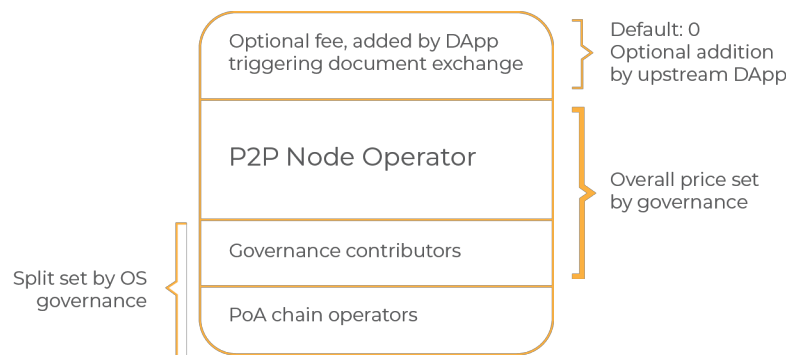 Optional fee, added by DApp
triggering document exchange
Default: 0
Optional addition
by upstream DApp
P2P Node Operator
Overall price set
by governance
Governance contributors
Split set by OS
governance
PoA chain operators